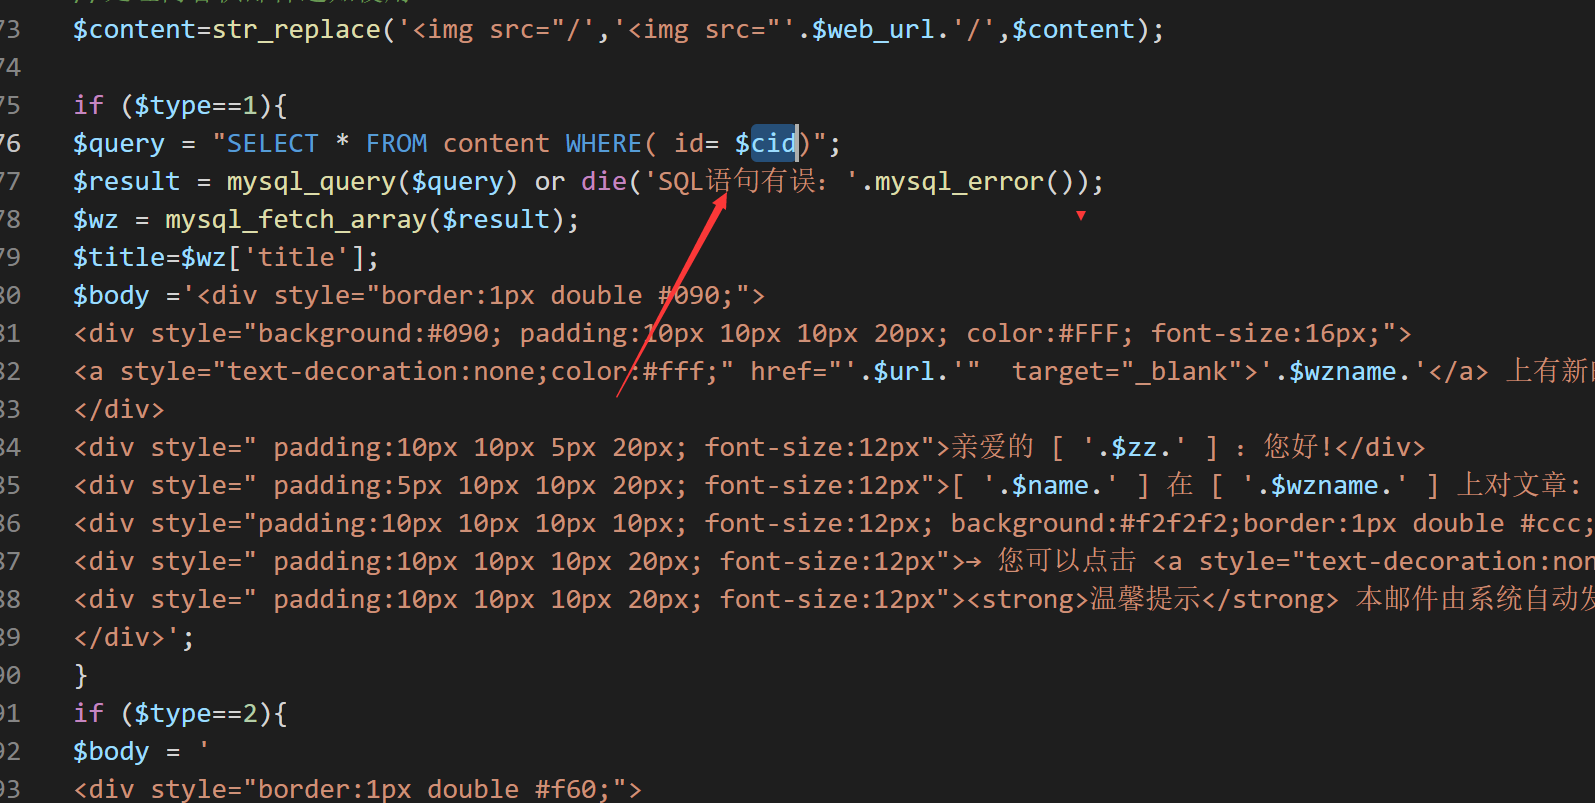 73 $content=str_replace('<img src="/','<img src="'.$web_url.'/',$content);
74
75 if ($type==1){
76 $query = "SELECT * FROM content WHERE( id= $cid)";
77 $result = mysql_query($query) or die('SQL语句有误：'.mysql_error());
78 $wz = mysql_fetch_array($result);
79 $title=$wz['title'];
80 $body ='<div style="border:1px double #090;">
81 <div style="background:#090; padding:10px 10px 10px 20px; color:#FFF; font-size:16px;">
82 <a style="text-decoration:none;color:#fff;" href="'.$url.'"  target="_blank">'.$wzname.'</a> 上有新
83 </div>
84 <div style=" padding:10px 10px 5px 20px; font-size:12px">亲爱的 [ '.$zz.' ] ：您好!</div>
85 <div style=" padding:5px 10px 10px 20px; font-size:12px">[ '.$name.' ] 在 [ '.$wzname.' ] 上对文章：
86 <div style="padding:10px 10px 10px 10px; font-size:12px; background:#f2f2f2;border:1px double #ccc;
87 <div style=" padding:10px 10px 10px 20px; font-size:12px">→ 您可以点击 <a style="text-decoration:non
88 <div style=" padding:10px 10px 10px 20px; font-size:12px"><strong>温馨提示</strong> 本邮件由系统自动发
89 </div>';
90 }
91 if ($type==2){
92 $body = '
93 <div style="border:1px double #f60;">